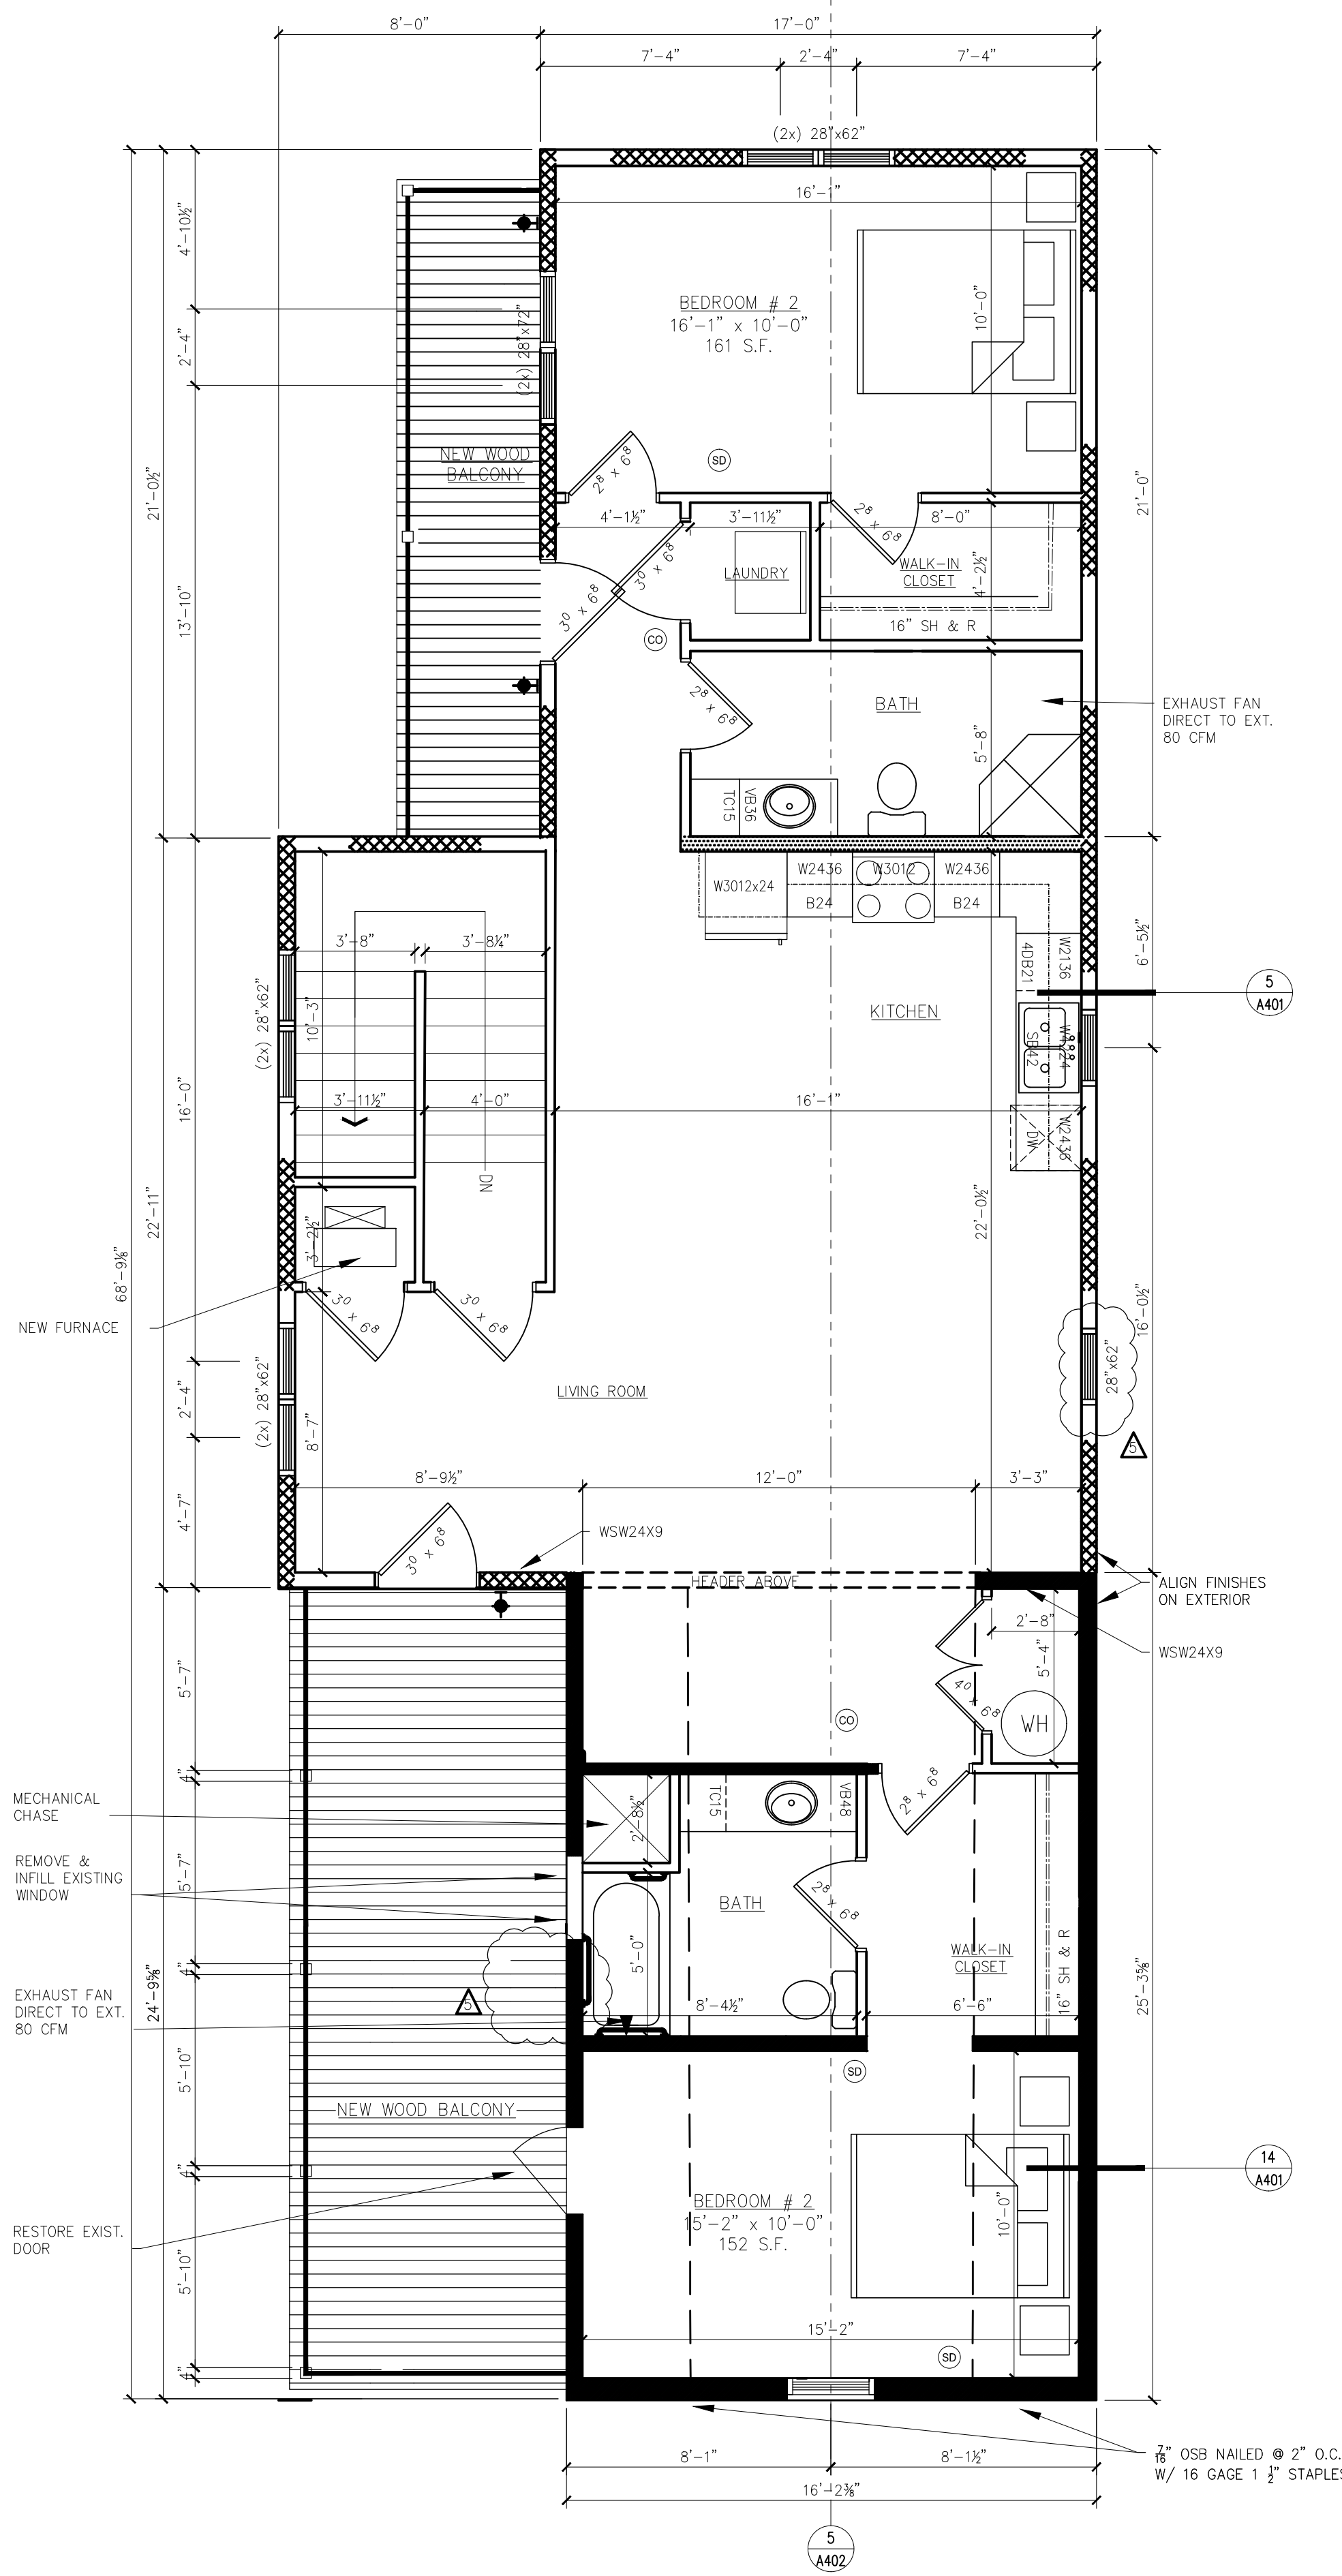 8'-0"
17'-0"
7'-4"
2'-4"
7'-4"
(2x) 28"x62"
16'-1"
4'-10½"
2'-4"
(2x) 28"x72"
BEDROOM # 2
16'-1" x 10'-0"
161 S.F.
10'-0"
NEW WOOD
BALCONY
SD
2⁸ x 6⁸
21'-0½"
21'-0"
4'-1½"
3'-11½"
8'-0"
2⁸ x 6⁸
3⁰ x 6⁸
3⁰ x 6⁸
LAUNDRY
WALK-IN
CLOSET
4'-2½"
16" SH & R
13'-10"
CO
2⁸ x 6⁸
BATH
5'-8"
EXHAUST FAN
DIRECT TO EXT.
80 CFM
TC15
VB36
W3012x24
W2436
W3012
W2436
B24
B24
3'-8"
3'-8¼"
4DB21
W2136
6'-5½"
5
A401
KITCHEN
(2x) 28"x62"
10'-3"
SB42
DW
W2436
16'-0"
3'-11½"
4'-0"
16'-1"
DN
22'-11"
22'-0½"
68'-9⅛"
3'-2½"
NEW FURNACE
3⁰ x 6⁸
3⁰ x 6⁸
16'-0½"
28"x62"
2'-4"
(2x) 28"x62"
LIVING ROOM
8'-7"
5
8'-9½"
12'-0"
3'-3"
4'-7"
3⁰ x 6⁸
WSW24X9
HEADER ABOVE
ALIGN FINISHES
ON EXTERIOR
2'-8"
WSW24X9
5'-4"
5'-7"
4⁰ x 6⁸
CO
WH
4"
MECHANICAL
CHASE
2'-8½"
TC15
VB48
2⁸ x 6⁸
REMOVE &
INFILL EXISTING
WINDOW
5'-7"
BATH
2⁸ x 6⁸
WALK-IN
CLOSET
16" SH & R
5'-0"
4"
24'-9⅝"
25'-3⅝"
EXHAUST FAN
DIRECT TO EXT.
80 CFM
5
8'-4½"
6'-6"
5'-10"
SD
NEW WOOD BALCONY
4"
14
A401
BEDROOM # 2
15'-2" x 10'-0"
152 S.F.
10'-0"
RESTORE EXIST.
DOOR
5'-10"
15'-2"
SD
4"
8'-1"
8'-1½"
7/16" OSB NAILED @ 2" O.C.
W/ 16 GAGE 1 ½" STAPLES
16'-2⅜"
5
A402